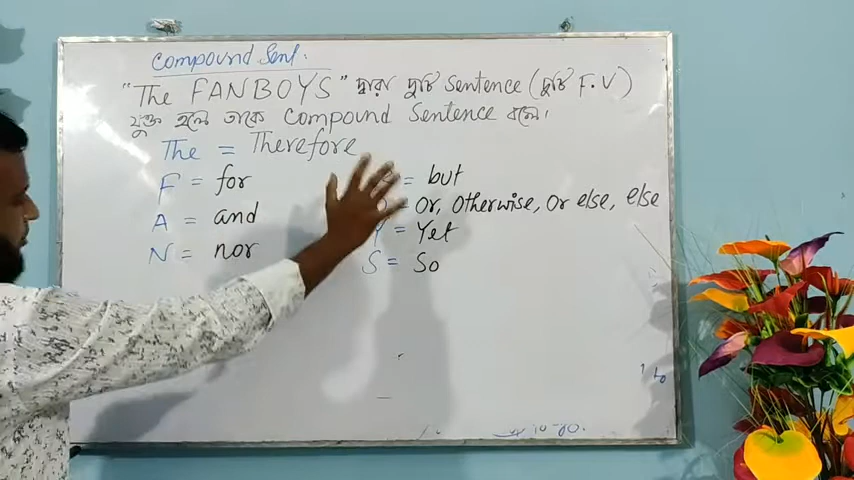 Compound Sent.
"The FANBOYS" দ্বারা দুটি Sentence (দুটি F.V)
যুক্ত হলে তাকে Compound Sentence বলে।
The = Therefore
F = for
A = and
N = nor
= but
O = Or, Otherwise, Or else, else
Y = Yet
S = So